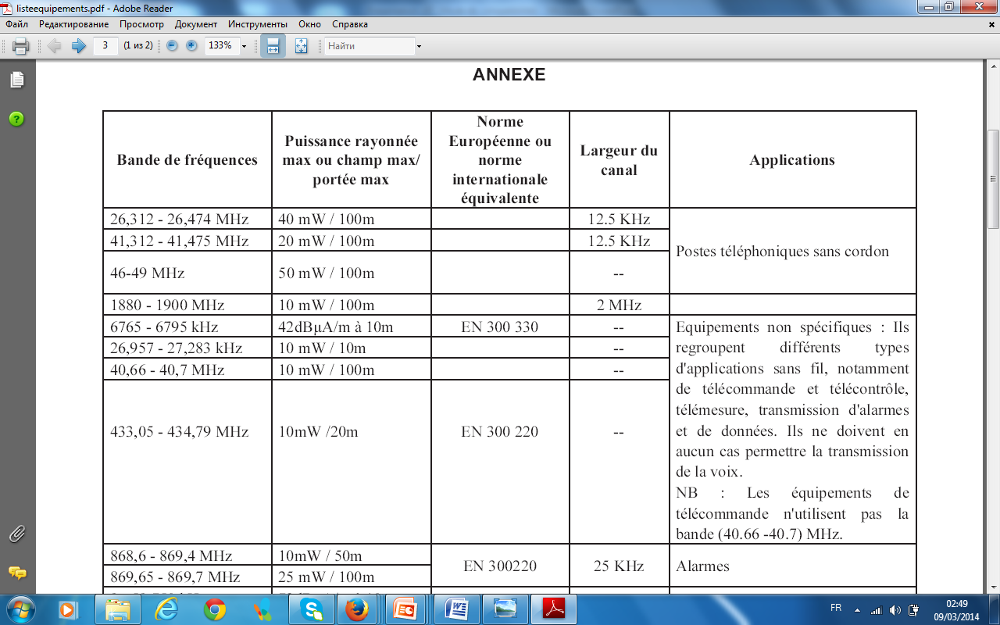 listeequipements.pdf - Adobe Reader
Файл Редактирование Просмотр Документ Инструменты Окно Справка
3 (1 из 2) 133% Найти
ANNEXE
Bande de fréquences
Puissance rayonnée
max ou champ max/
portée max
Norme
Européenne ou
norme
internationale
équivalente
Largeur du
canal
Applications
26,312 - 26,474 MHz 40 mW / 100m 12.5 KHz
41,312 - 41,475 MHz 20 mW / 100m 12.5 KHz
Postes téléphoniques sans cordon
46-49 MHz 50 mW / 100m --
1880 - 1900 MHz 10 mW / 100m 2 MHz
6765 - 6795 kHz 42dBµA/m à 10m EN 300 330 --
26,957 - 27,283 kHz 10 mW / 10m --
40,66 - 40,7 MHz 10 mW / 100m --
433,05 - 434,79 MHz 10mW /20m EN 300 220 --
Equipements non spécifiques : Ils
regroupent différents types
d'applications sans fil, notamment
de télécommande et télécontrôle,
télémesure, transmission d'alarmes
et de données. Ils ne doivent en
aucun cas permettre la transmission
de la voix.
NB : Les équipements de
télécommande n'utilisent pas la
bande (40.66 -40.7) MHz.
868,6 - 869,4 MHz 10mW / 50m
EN 300220 25 KHz Alarmes
869,65 - 869,7 MHz 25 mW / 100m
FR 02:49
09/03/2014